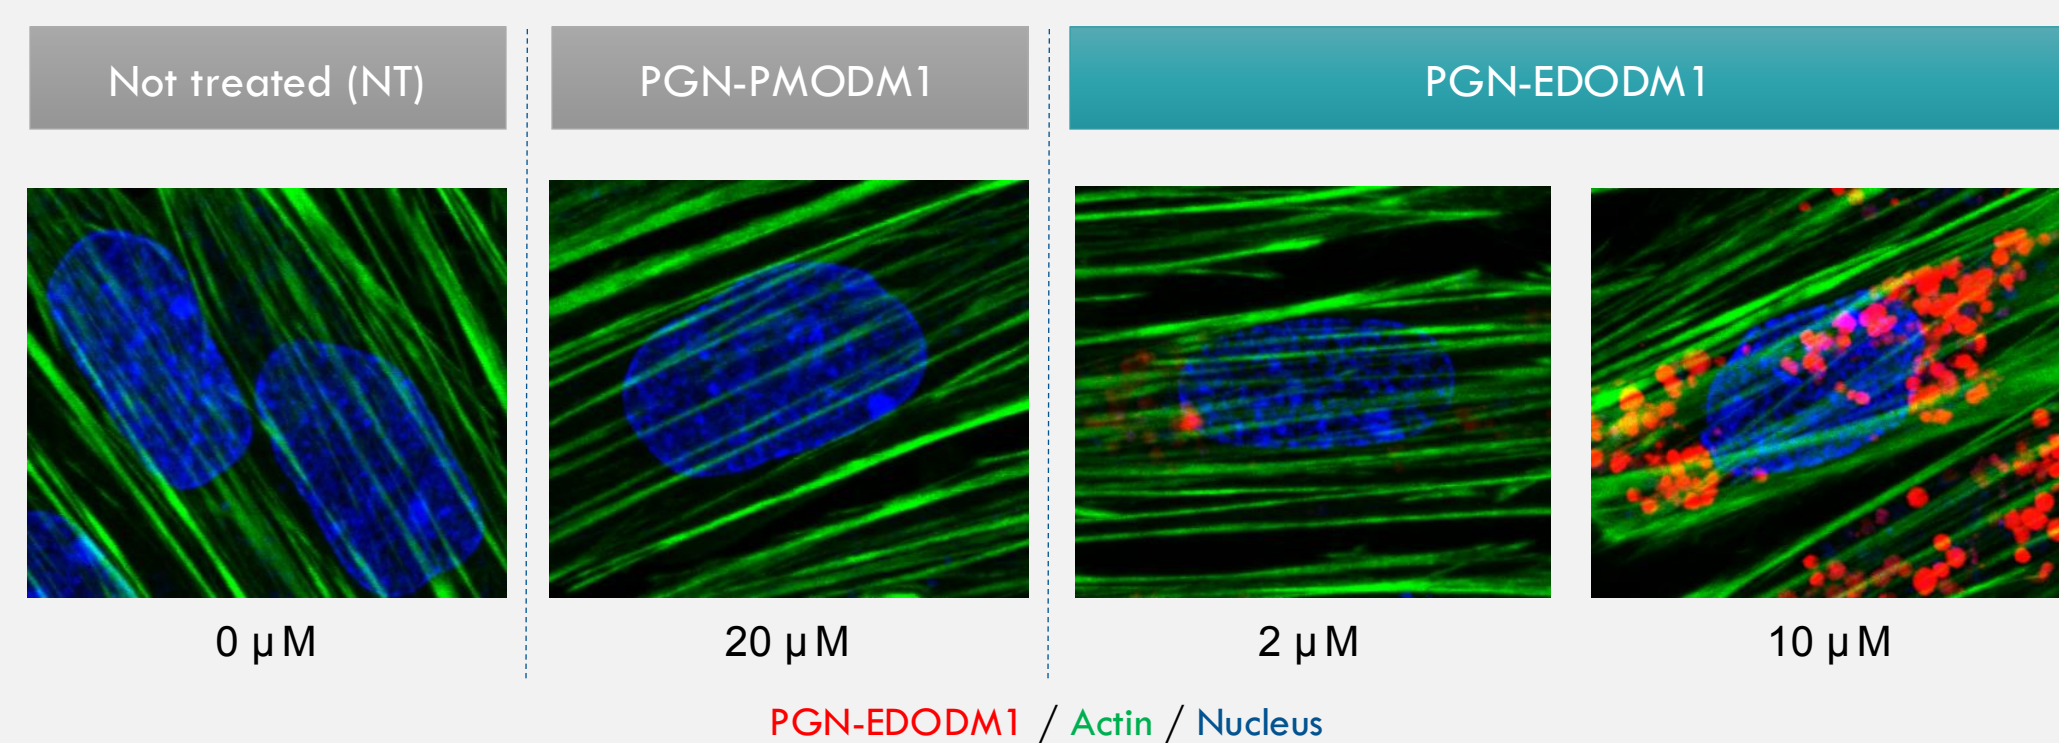 Not treated (NT)
PGN-PMODM1
PGN-EDODM1
0 µM
20 µM
2 µM
10 µM
PGN-EDODM1 / Actin / Nucleus